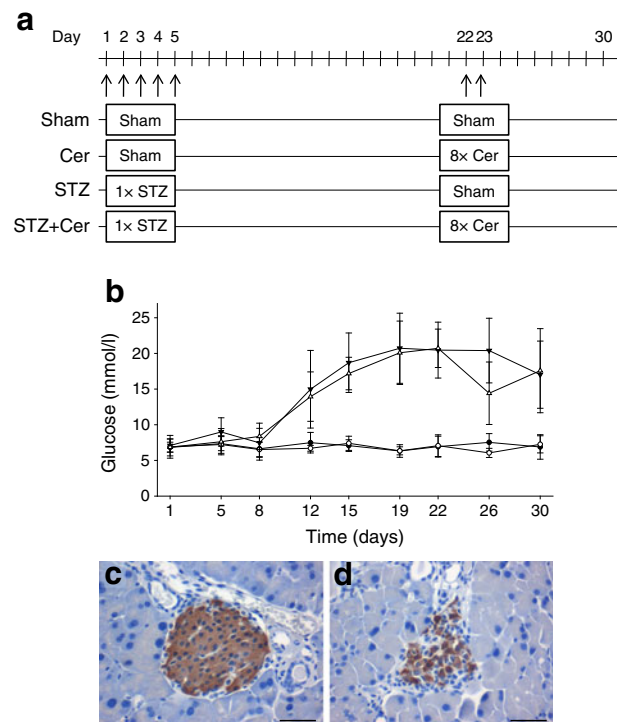 a
Day 1 2 3 4 5 22 23 30
Sham Sham Sham
Cer Sham 8× Cer
STZ 1× STZ Sham
STZ+Cer 1× STZ 8× Cer
b
25
20
15
10
5
0
Glucose (mmol/l)
1 5 8 12 15 19 22 26 30
Time (days)
c d